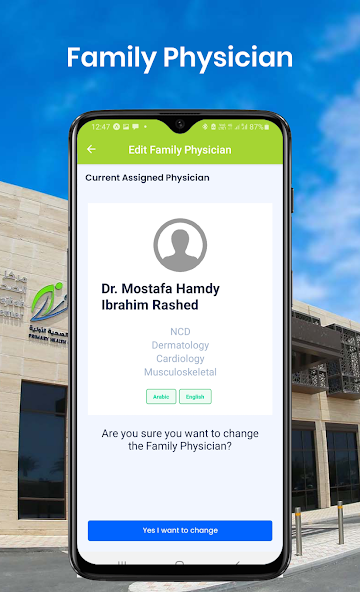 Family Physician
12:47
87%
Edit Family Physician
Current Assigned Physician
Dr. Mostafa Hamdy
Ibrahim Rashed
NCD
Dermatology
Cardiology
Musculoskeletal
Arabic English
Are you sure you want to change
the Family Physician?
Yes I want to change
الصحية الأولية
PRIMARY HEALTH